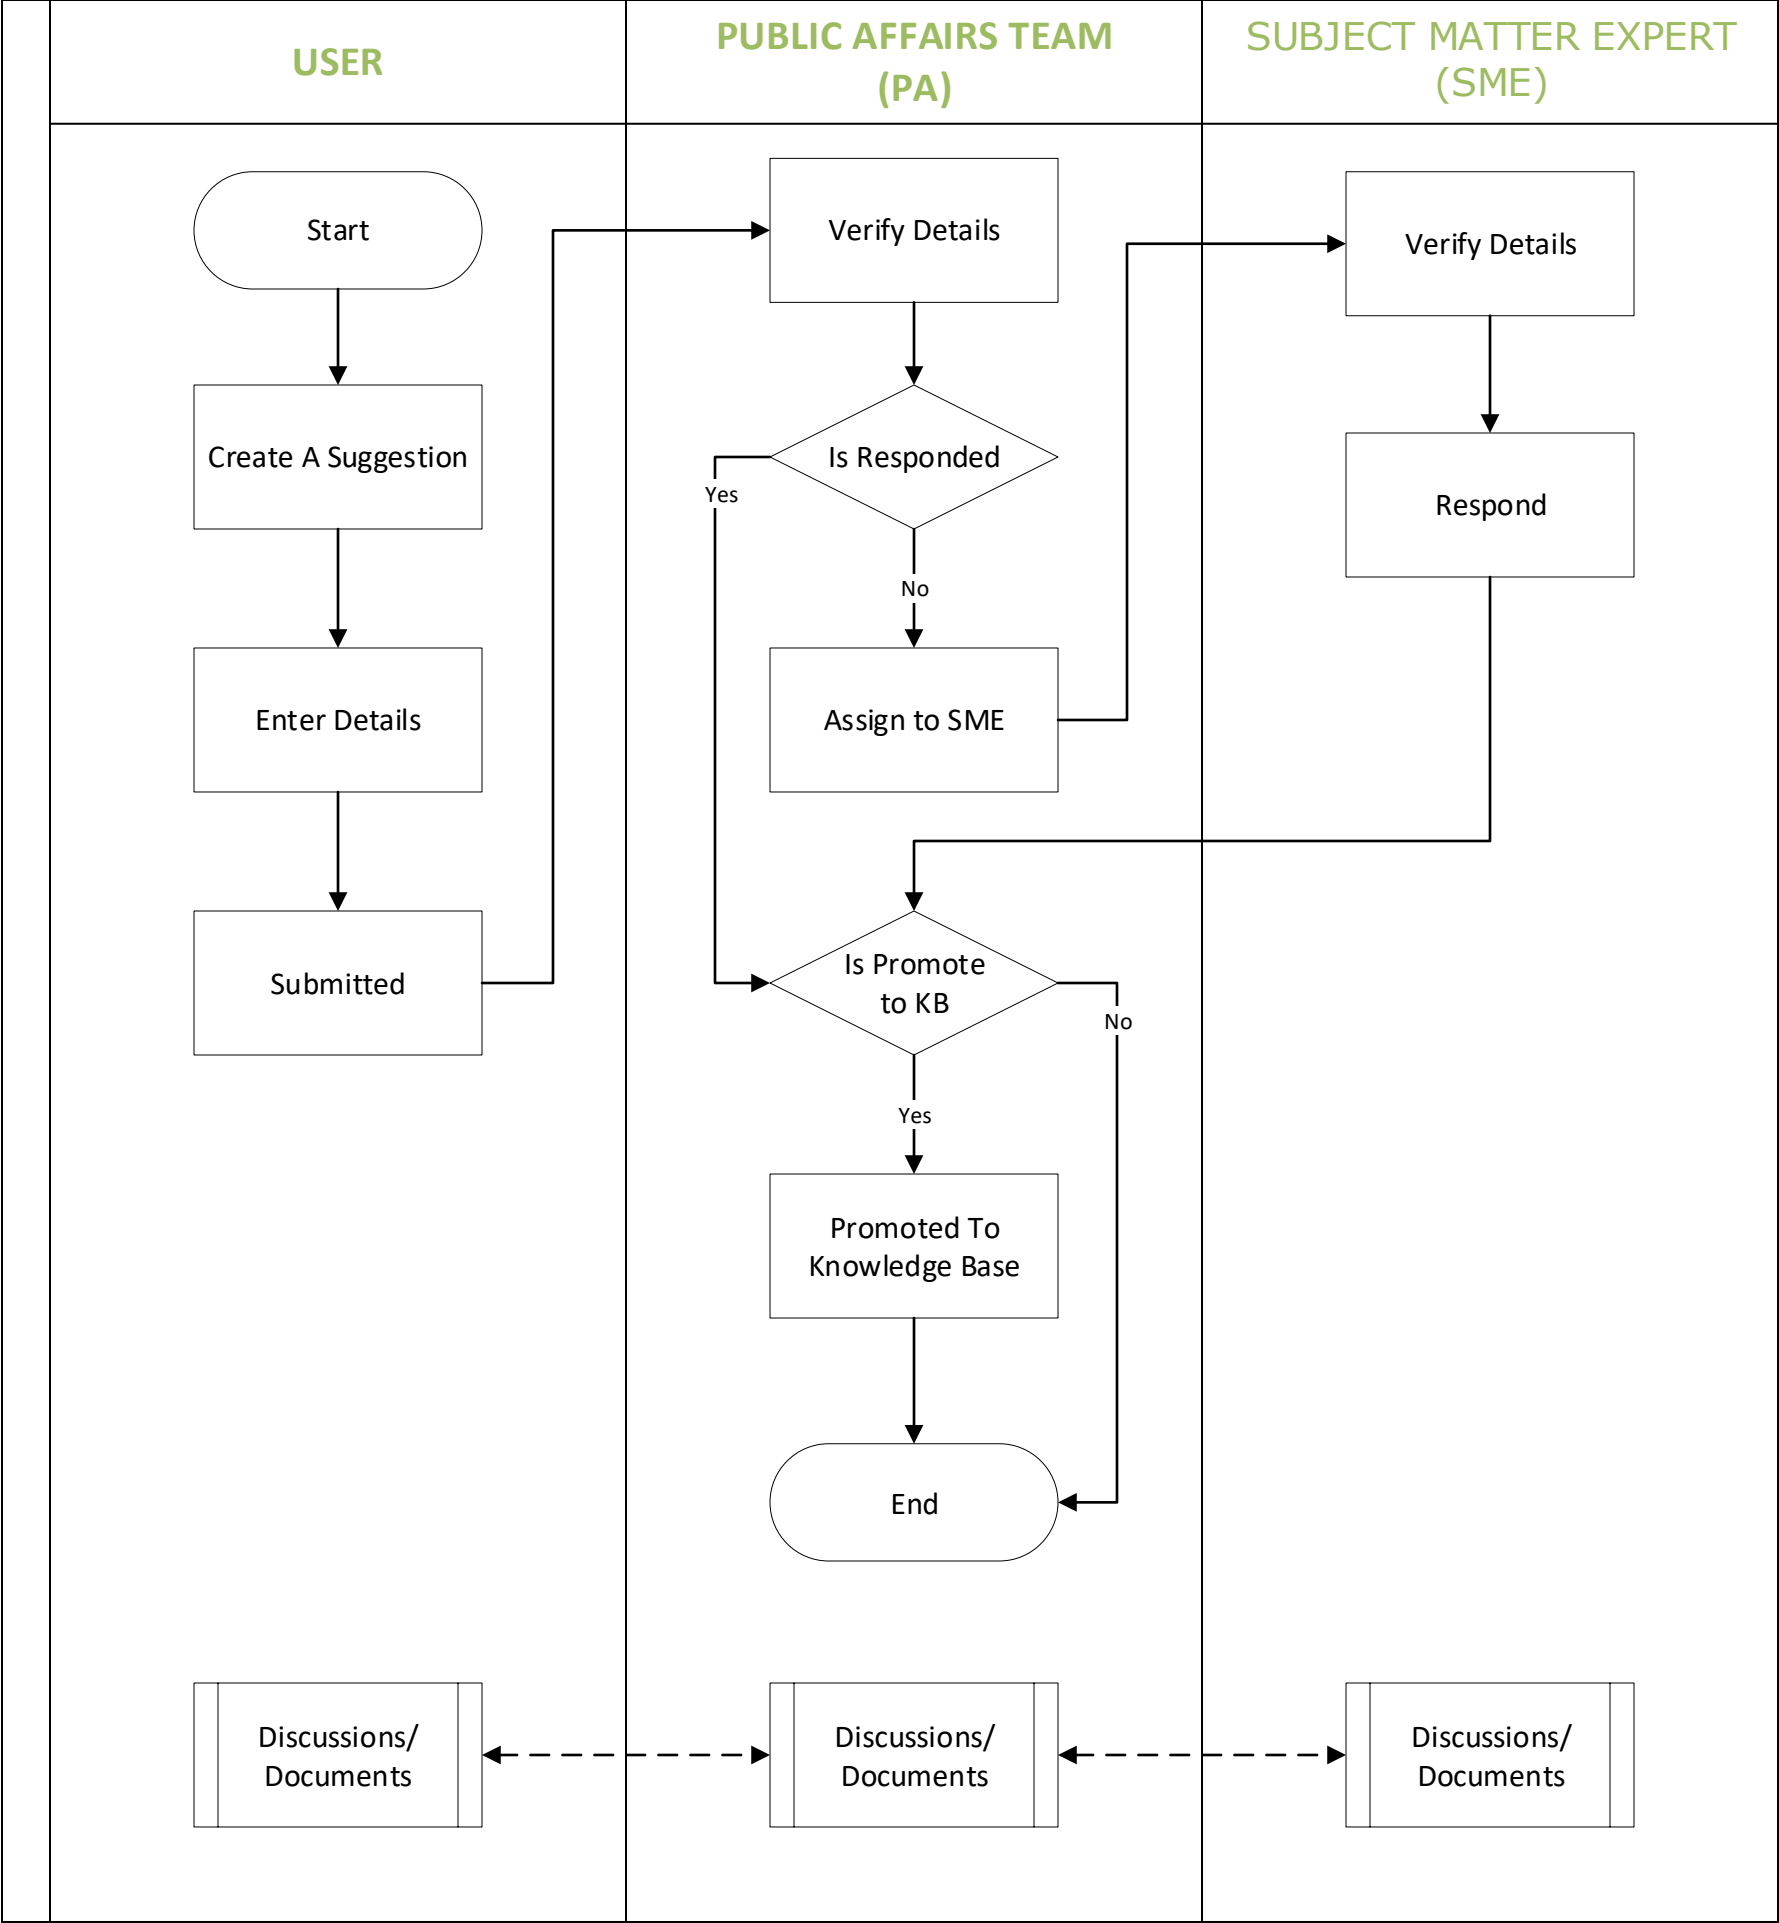 USER
PUBLIC AFFAIRS TEAM
(PA)
SUBJECT MATTER EXPERT
(SME)
Start
Create A Suggestion
Enter Details
Submitted
Verify Details
Is Responded
Yes
No
Assign to SME
Is Promote
to KB
No
Yes
Promoted To
Knowledge Base
End
Verify Details
Respond
Discussions/
Documents
Discussions/
Documents
Discussions/
Documents